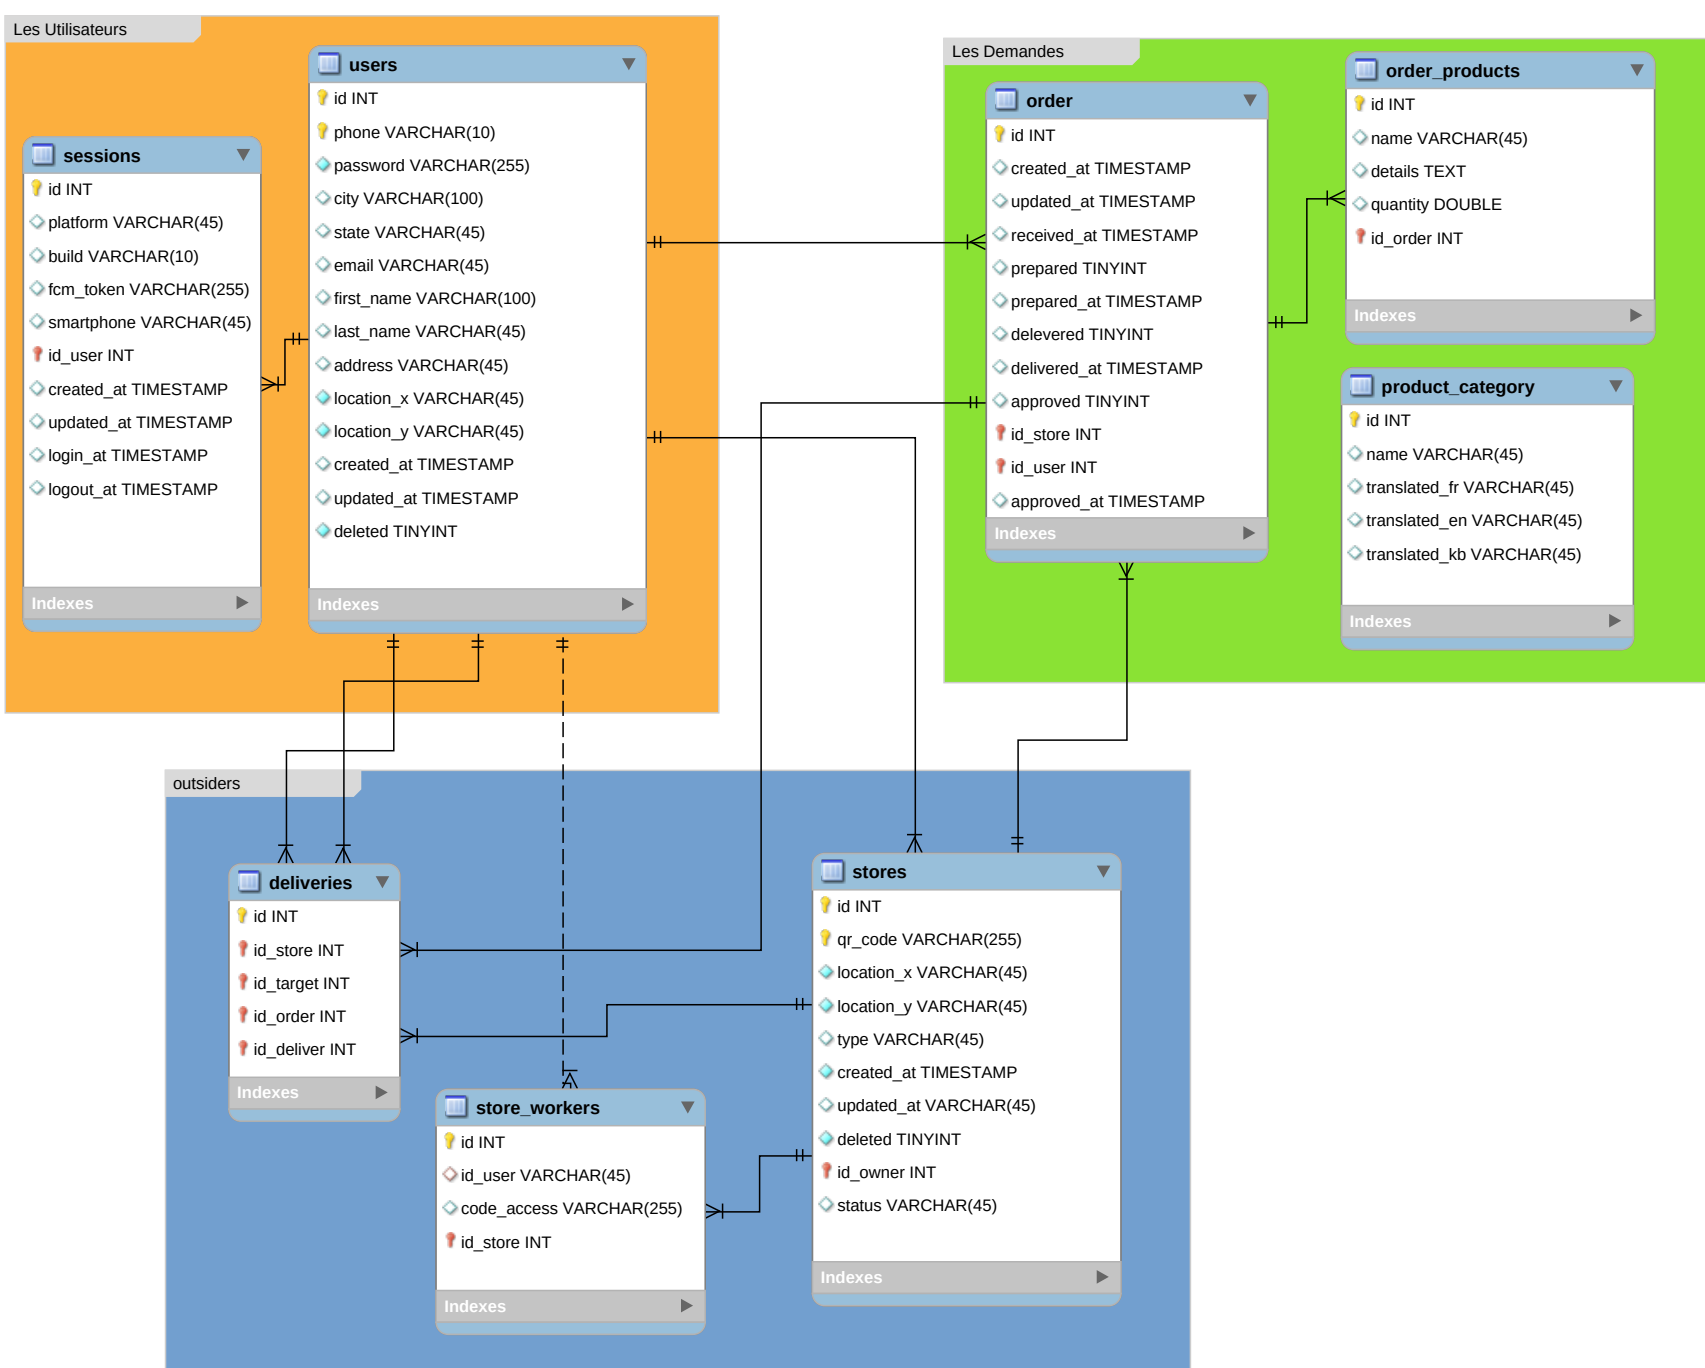 Les Utilisateurs
users
id INT
phone VARCHAR(10)
password VARCHAR(255)
city VARCHAR(100)
state VARCHAR(45)
email VARCHAR(45)
first_name VARCHAR(100)
last_name VARCHAR(45)
address VARCHAR(45)
location_x VARCHAR(45)
location_y VARCHAR(45)
created_at TIMESTAMP
updated_at TIMESTAMP
deleted TINYINT
Indexes
sessions
id INT
platform VARCHAR(45)
build VARCHAR(10)
fcm_token VARCHAR(255)
smartphone VARCHAR(45)
id_user INT
created_at TIMESTAMP
updated_at TIMESTAMP
login_at TIMESTAMP
logout_at TIMESTAMP
Indexes
Les Demandes
order
id INT
created_at TIMESTAMP
updated_at TIMESTAMP
received_at TIMESTAMP
prepared TINYINT
prepared_at TIMESTAMP
delevered TINYINT
delivered_at TIMESTAMP
approved TINYINT
id_store INT
id_user INT
approved_at TIMESTAMP
Indexes
order_products
id INT
name VARCHAR(45)
details TEXT
quantity DOUBLE
id_order INT
Indexes
product_category
id INT
name VARCHAR(45)
translated_fr VARCHAR(45)
translated_en VARCHAR(45)
translated_kb VARCHAR(45)
Indexes
outsiders
deliveries
id INT
id_store INT
id_target INT
id_order INT
id_deliver INT
Indexes
store_workers
id INT
id_user VARCHAR(45)
code_access VARCHAR(255)
id_store INT
Indexes
stores
id INT
qr_code VARCHAR(255)
location_x VARCHAR(45)
location_y VARCHAR(45)
type VARCHAR(45)
created_at TIMESTAMP
updated_at VARCHAR(45)
deleted TINYINT
id_owner INT
status VARCHAR(45)
Indexes